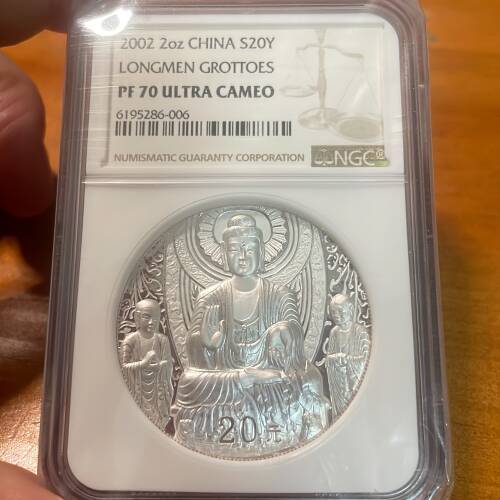 2002 2oz CHINA S20Y
LONGMEN GROTTOES
PF 70 ULTRA CAMEO
6195286-006
NUMISMATIC GUARANTY CORPORATION
NGC®
20元